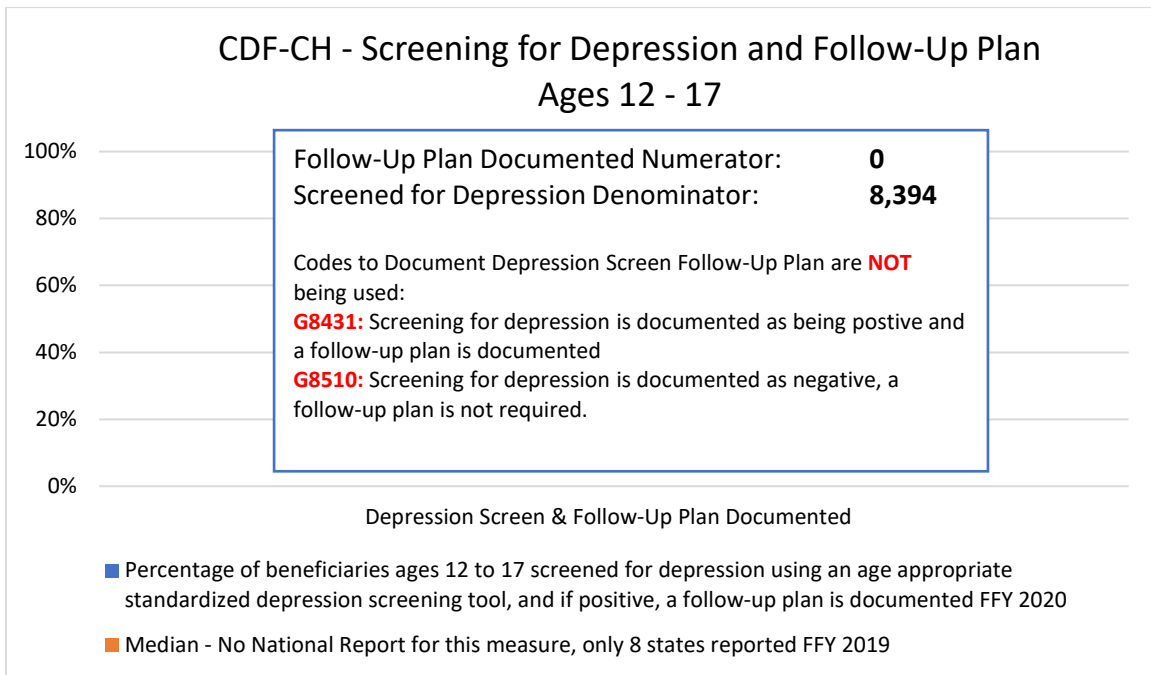 CDF-CH - Screening for Depression and Follow-Up Plan
Ages 12 - 17
100%
80%
60%
40%
20%
0%
Follow-Up Plan Documented Numerator: 0
Screened for Depression Denominator: 8,394
Codes to Document Depression Screen Follow-Up Plan are NOT
being used:
G8431: Screening for depression is documented as being postive and
a follow-up plan is documented
G8510: Screening for depression is documented as negative, a
follow-up plan is not required.
Depression Screen & Follow-Up Plan Documented
Percentage of beneficiaries ages 12 to 17 screened for depression using an age appropriate
standardized depression screening tool, and if positive, a follow-up plan is documented FFY 2020
Median - No National Report for this measure, only 8 states reported FFY 2019